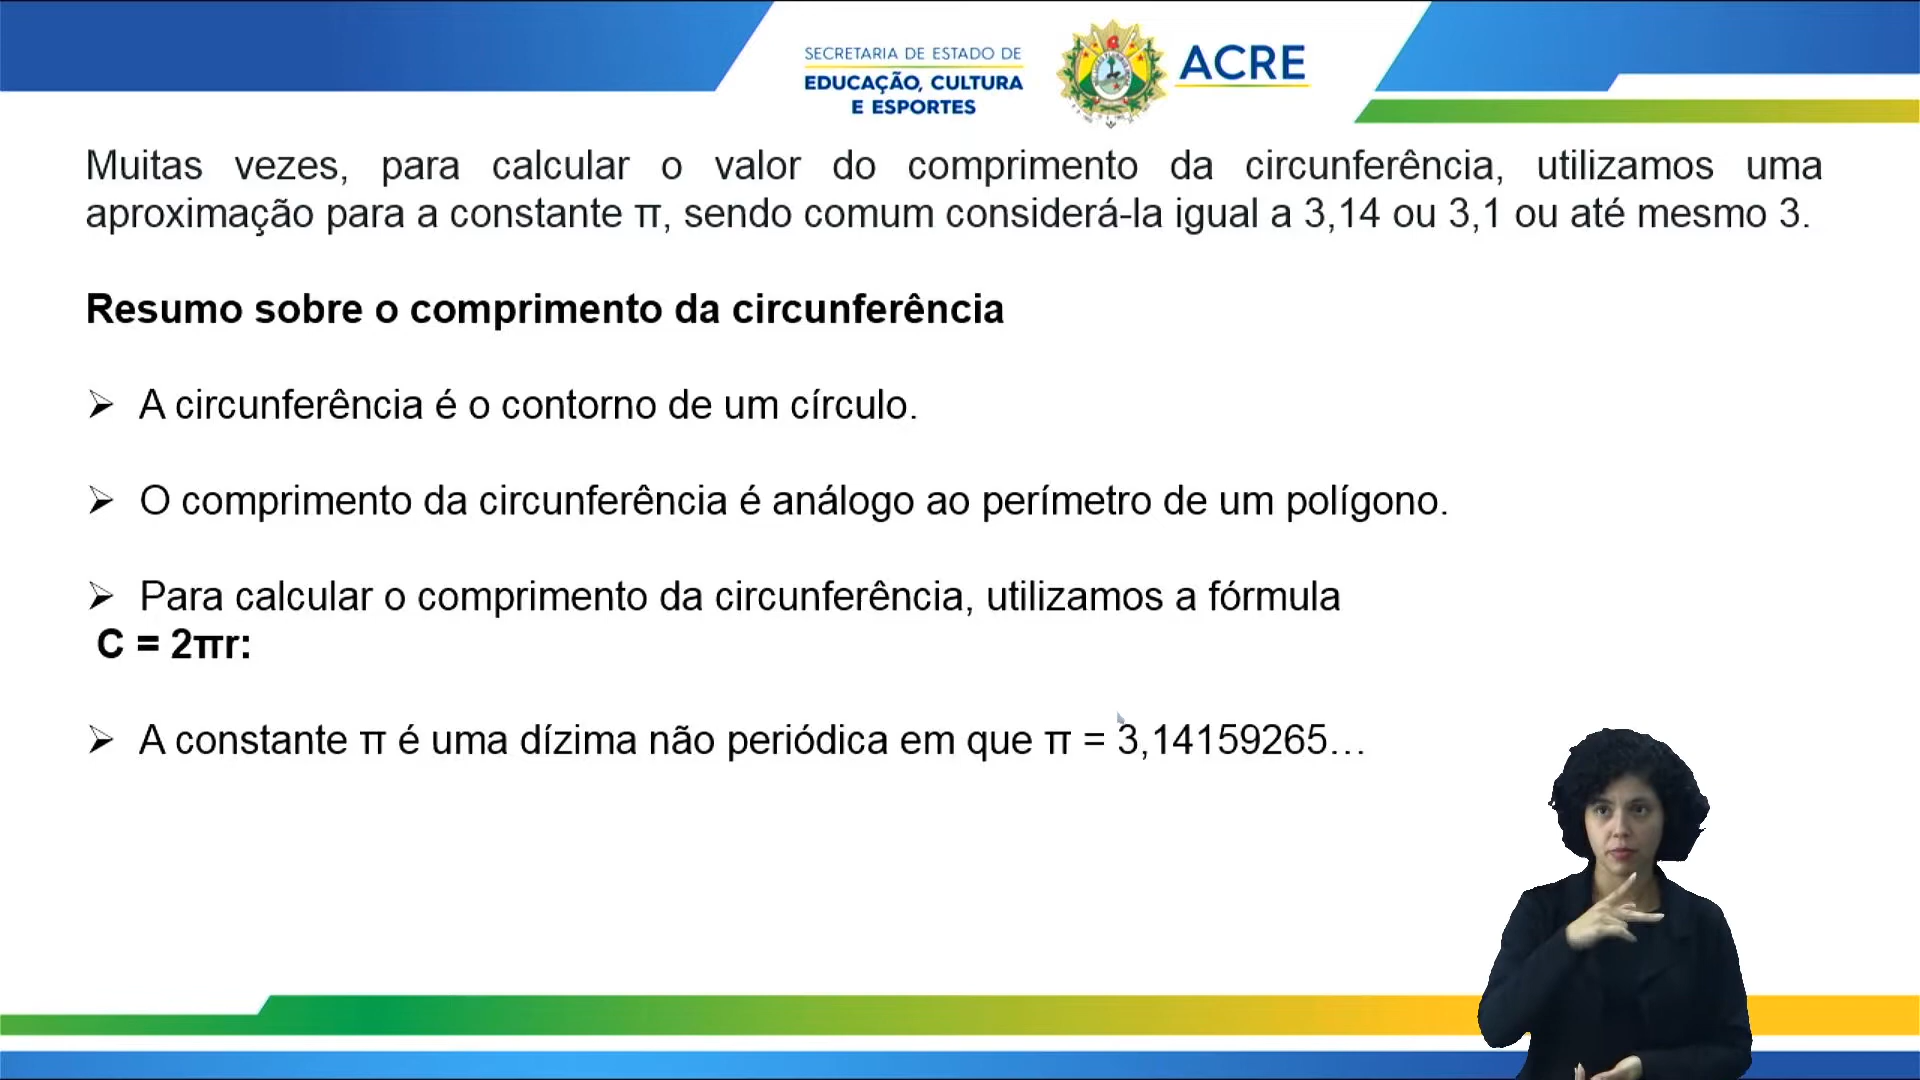 SECRETARIA DE ESTADO DE
EDUCAÇÃO, CULTURA
E ESPORTES
ACRE
Muitas vezes, para calcular o valor do comprimento da circunferência, utilizamos uma
aproximação para a constante π, sendo comum considerá-la igual a 3,14 ou 3,1 ou até mesmo 3.
Resumo sobre o comprimento da circunferência
➢ A circunferência é o contorno de um círculo.
➢ O comprimento da circunferência é análogo ao perímetro de um polígono.
➢ Para calcular o comprimento da circunferência, utilizamos a fórmula
C = 2πr:
➢ A constante π é uma dízima não periódica em que π = 3,14159265…